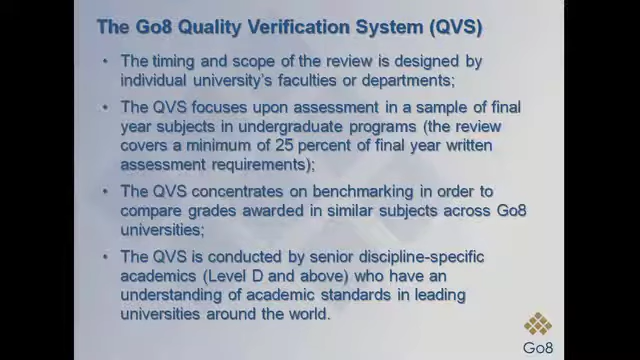 The Go8 Quality Verification System (QVS)
• The timing and scope of the review is designed by
individual university's faculties or departments;
• The QVS focuses upon assessment in a sample of final
year subjects in undergraduate programs (the review
covers a minimum of 25 percent of final year written
assessment requirements);
• The QVS concentrates on benchmarking in order to
compare grades awarded in similar subjects across Go8
universities;
• The QVS is conducted by senior discipline-specific
academics (Level D and above) who have an
understanding of academic standards in leading
universities around the world.
Go8